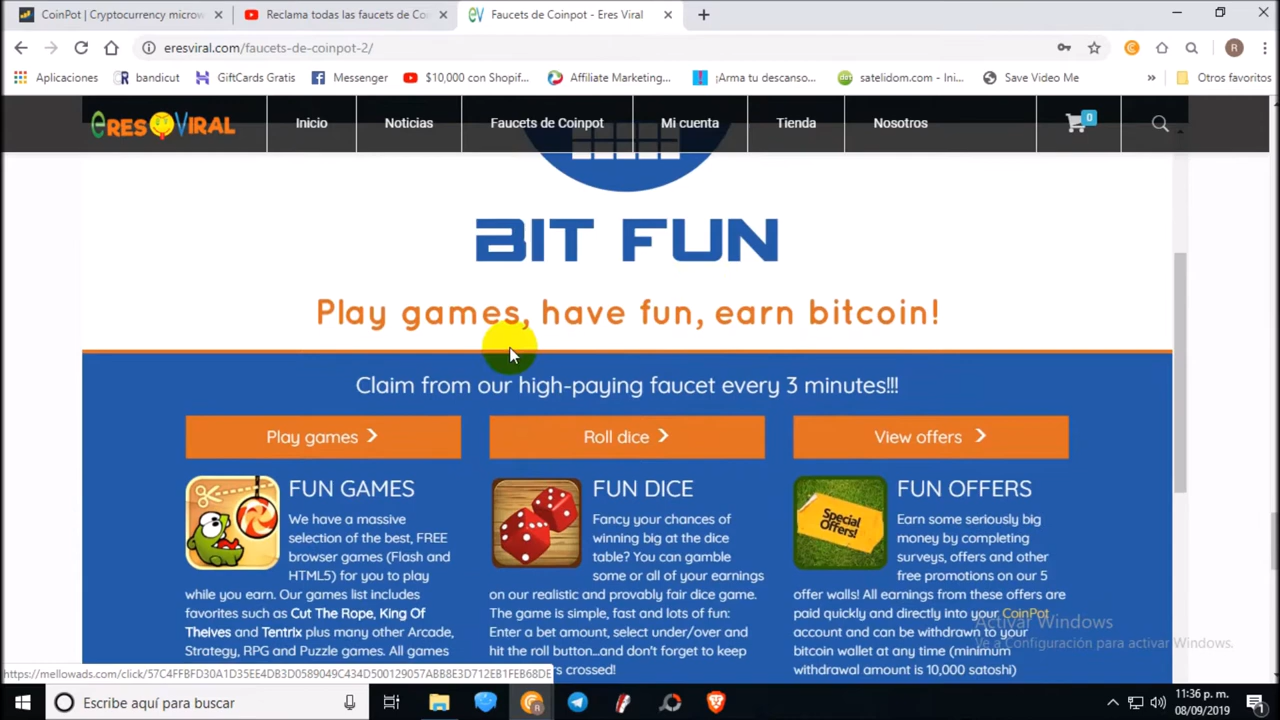 CoinPot | Cryptocurrency microw
Reclama todas las faucets de Co
Faucets de Coinpot - Eres Viral
eresviral.com/faucets-de-coinpot-2/
R
Aplicaciones
bandicut
GiftCards Gratis
Messenger
$10,000 con Shopif...
Affiliate Marketing...
¡Arma tu descanso...
satelidom.com - Ini...
Save Video Me
»
Otros favoritos
ERES VIRAL
Inicio
Noticias
Faucets de Coinpot
Mi cuenta
Tienda
Nosotros
0
BIT FUN
Play games, have fun, earn bitcoin!
Claim from our high-paying faucet every 3 minutes!!!
Play games
Roll dice
View offers
FUN GAMES
We have a massive
selection of the best, FREE
browser games (Flash and
HTML5) for you to play
while you earn. Our games list includes
favorites such as Cut The Rope, King Of
Theives and Tentrix plus many other Arcade,
Strategy, RPG and Puzzle games. All games
FUN DICE
Fancy your chances of
winning big at the dice
table? You can gamble
some or all of your earnings
on our realistic and provably fair dice game.
The game is simple, fast and lots of fun:
Enter a bet amount, select under/over and
hit the roll button...and don't forget to keep
crossed!
Special
Offers!
FUN OFFERS
Earn some seriously big
money by completing
surveys, offers and other
free promotions on our 5
offer walls! All earnings from these offers are
paid quickly and directly into your CoinPot
account and can be withdrawn to your
bitcoin wallet at any time (minimum
withdrawal amount is 10,000 satoshi)
Activar Windows
Ve a Configuración para activar Windows.
https://mellowads.com/click/57C4FFBFD30A1D35EE4DB3D0589049C434D500129057ABB8E3D712EB1FEB68DE
Escribe aquí para buscar
11:36 p. m.
08/09/2019
1